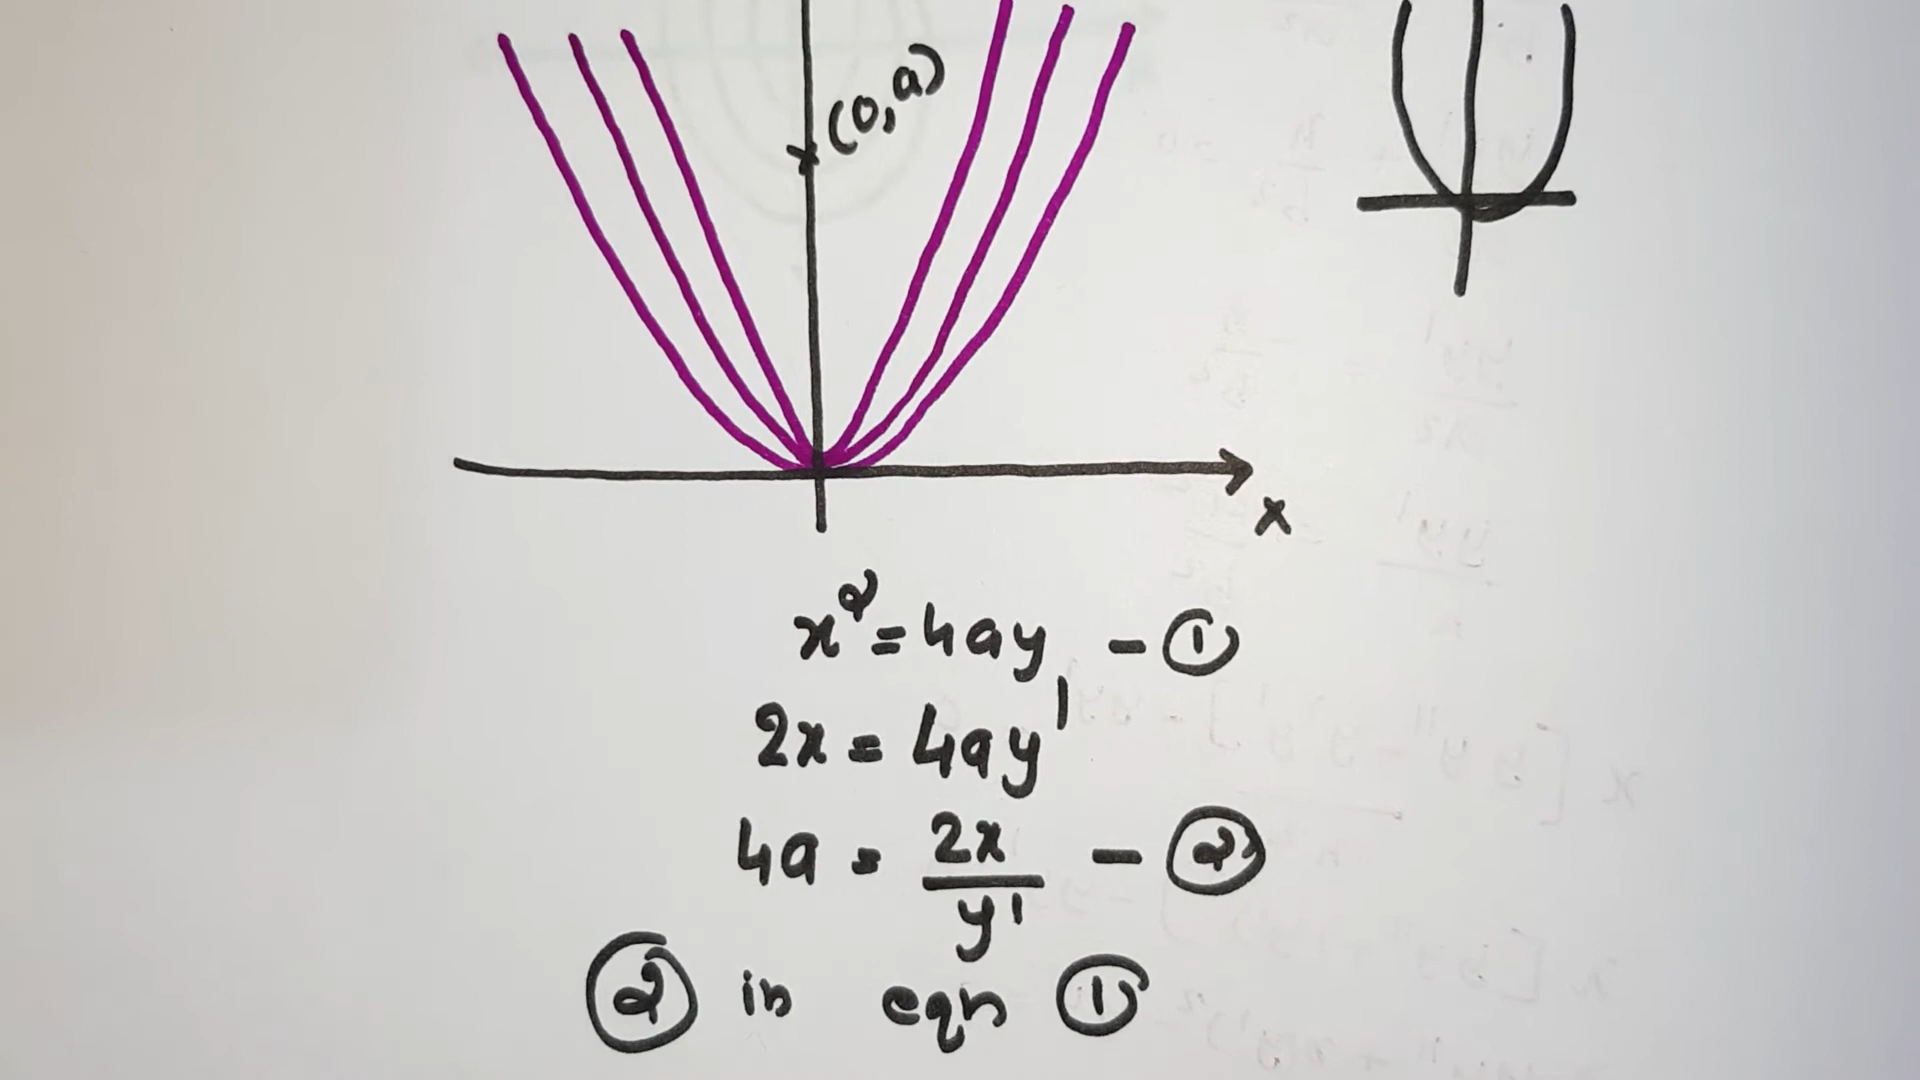 (0,a)
x
x² = 4ay - ①
2x = 4ay'
4a = 2x/y' - ②
② in eqn ①